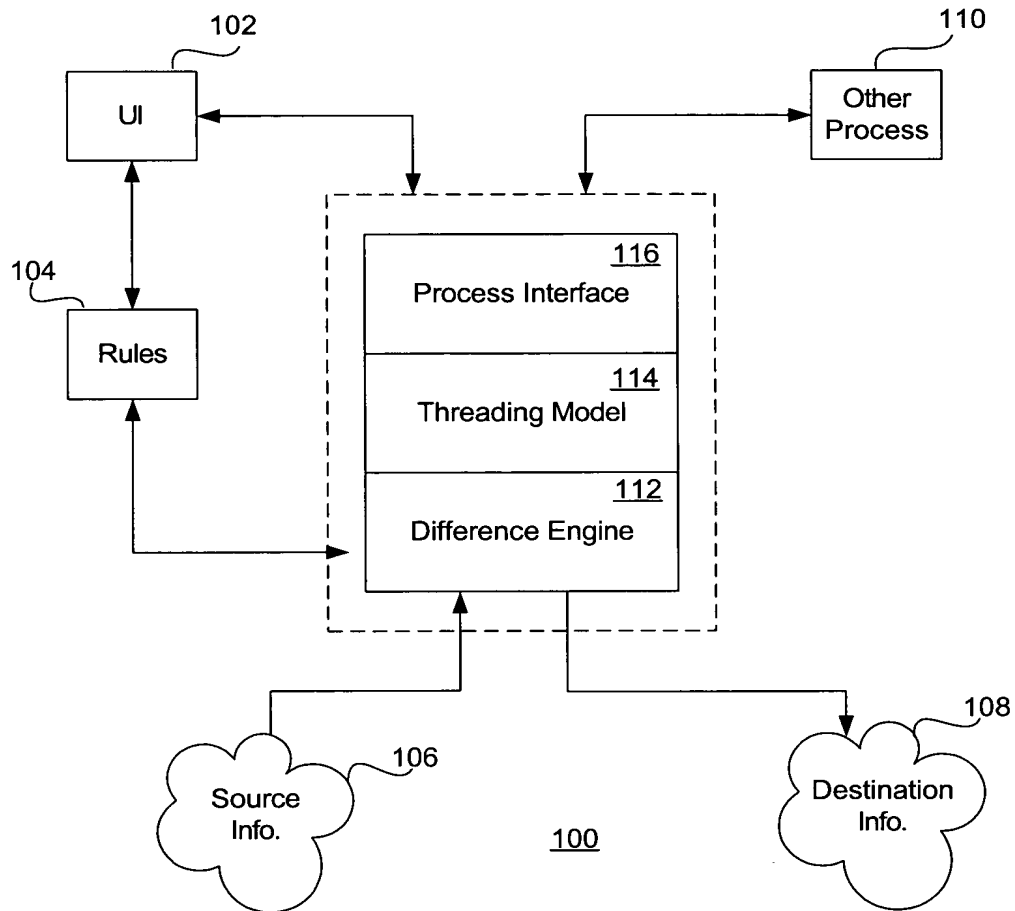 102
UI
110
Other
Process
116
Process Interface
104
Rules
114
Threading Model
112
Difference Engine
106
Source
Info.
108
Destination
Info.
100